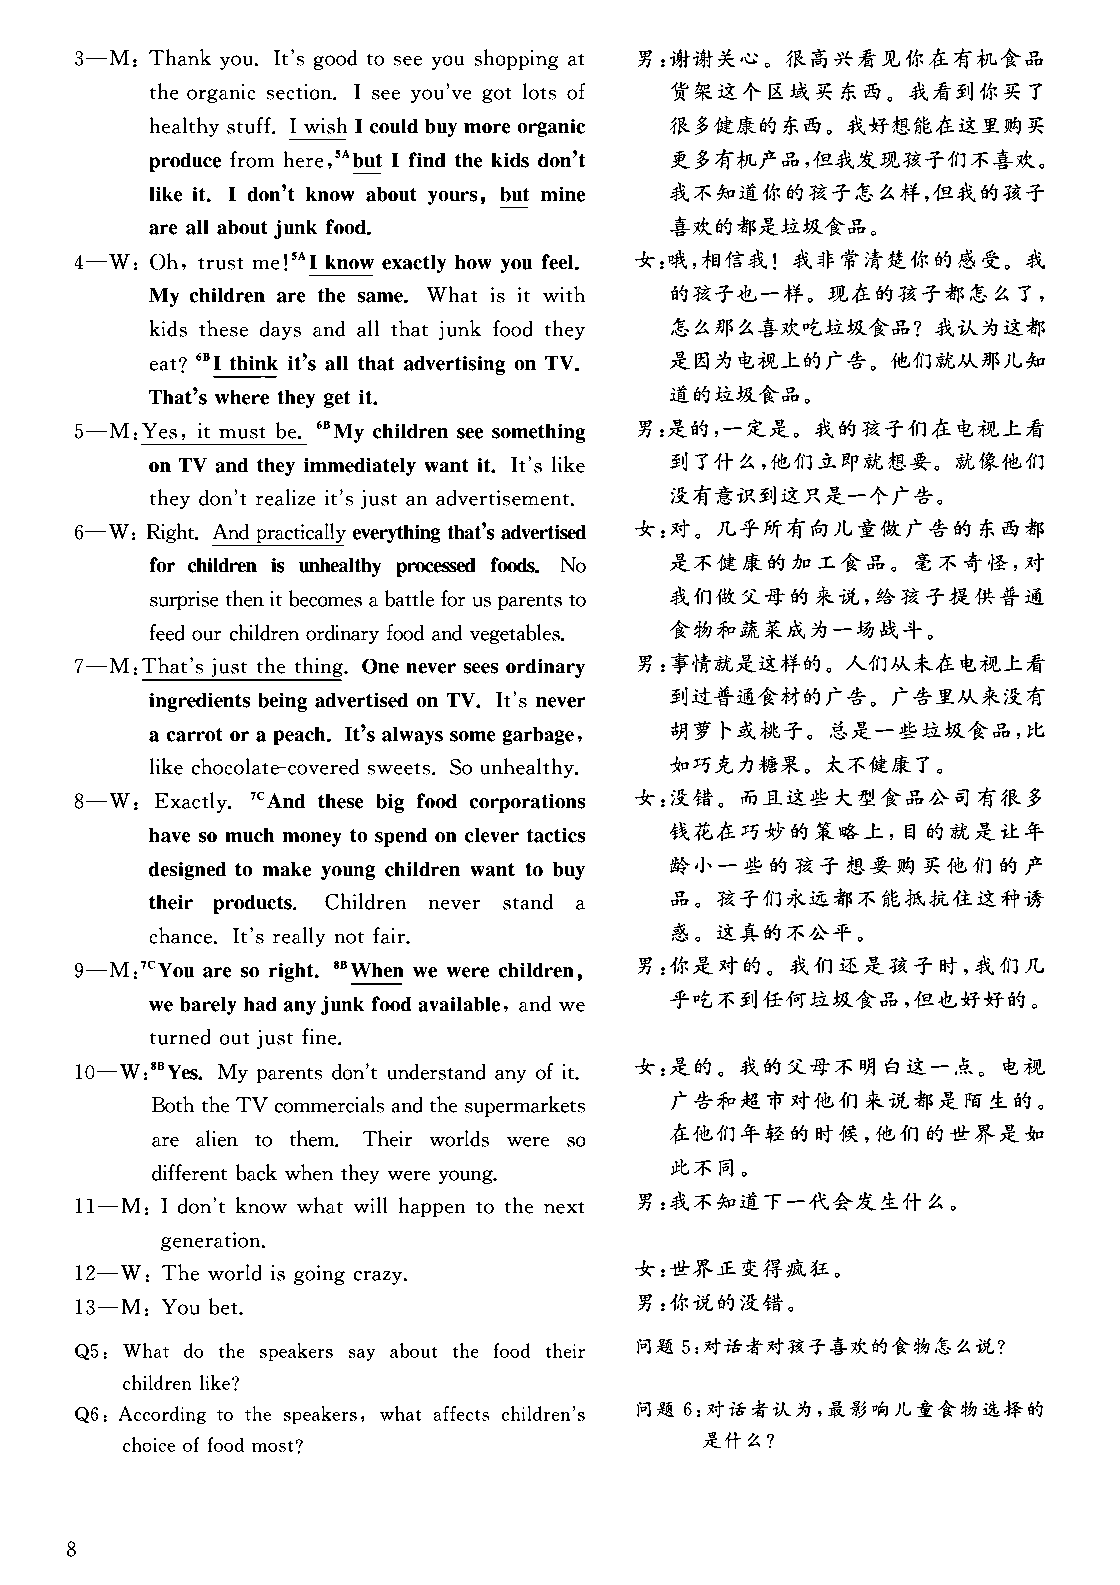 3—M: Thank you. It's good to see you shopping at
the organic section. I see you've got lots of
healthy stuff. I wish I could buy more organic
produce from here,5Abut I find the kids don't
like it. I don't know about yours, but mine
are all about junk food.
4—W: Oh, trust me!5AI know exactly how you feel.
My children are the same. What is it with
kids these days and all that junk food they
eat? 6BI think it's all that advertising on TV.
That's where they get it.
5—M:Yes, it must be. 6BMy children see something
on TV and they immediately want it. It's like
they don't realize it's just an advertisement.
6—W: Right. And practically everything that's advertised
for children is unhealthy processed foods. No
surprise then it becomes a battle for us parents to
feed our children ordinary food and vegetables.
7—M:That's just the thing. One never sees ordinary
ingredients being advertised on TV. It's never
a carrot or a peach. It's always some garbage,
like chocolate-covered sweets. So unhealthy.
8—W: Exactly. 7CAnd these big food corporations
have so much money to spend on clever tactics
designed to make young children want to buy
their products. Children never stand a
chance. It's really not fair.
9—M:7CYou are so right. 8BWhen we were children,
we barely had any junk food available, and we
turned out just fine.
10—W:8BYes. My parents don't understand any of it.
Both the TV commercials and the supermarkets
are alien to them. Their worlds were so
different back when they were young.
11—M: I don't know what will happen to the next
generation.
12—W: The world is going crazy.
13—M: You bet.
Q5: What do the speakers say about the food their
children like?
Q6: According to the speakers, what affects children's
choice of food most?
男:谢谢关心。很高兴看见你在有机食品
货架这个区域买东西。我看到你买了
很多健康的东西。我好想能在这里购买
更多有机产品,但我发现孩子们不喜欢。
我不知道你的孩子怎么样,但我的孩子
喜欢的都是垃圾食品。
女:哦,相信我!我非常清楚你的感受。我
的孩子也一样。现在的孩子都怎么了,
怎么那么喜欢吃垃圾食品?我认为这都
是因为电视上的广告。他们就从那儿知
道的垃圾食品。
男:是的,一定是。我的孩子们在电视上看
到了什么,他们立即就想要。就像他们
没有意识到这只是一个广告。
女:对。几乎所有向儿童做广告的东西都
是不健康的加工食品。毫不奇怪,对
我们做父母的来说,给孩子提供普通
食物和蔬菜成为一场战斗。
男:事情就是这样的。人们从未在电视上看
到过普通食材的广告。广告里从来没有
胡萝卜或桃子。总是一些垃圾食品,比
如巧克力糖果。太不健康了。
女:没错。而且这些大型食品公司有很多
钱花在巧妙的策略上,目的就是让年
龄小一些的孩子想要购买他们的产
品。孩子们永远都不能抵抗住这种诱
惑。这真的不公平。
男:你是对的。我们还是孩子时,我们几
乎吃不到任何垃圾食品,但也好好的。
女:是的。我的父母不明白这一点。电视
广告和超市对他们来说都是陌生的。
在他们年轻的时候,他们的世界是如
此不同。
男:我不知道下一代会发生什么。
女:世界正变得疯狂。
男:你说的没错。
问题 5:对话者对孩子喜欢的食物怎么说?
问题 6:对话者认为,最影响儿童食物选择的
是什么?
8